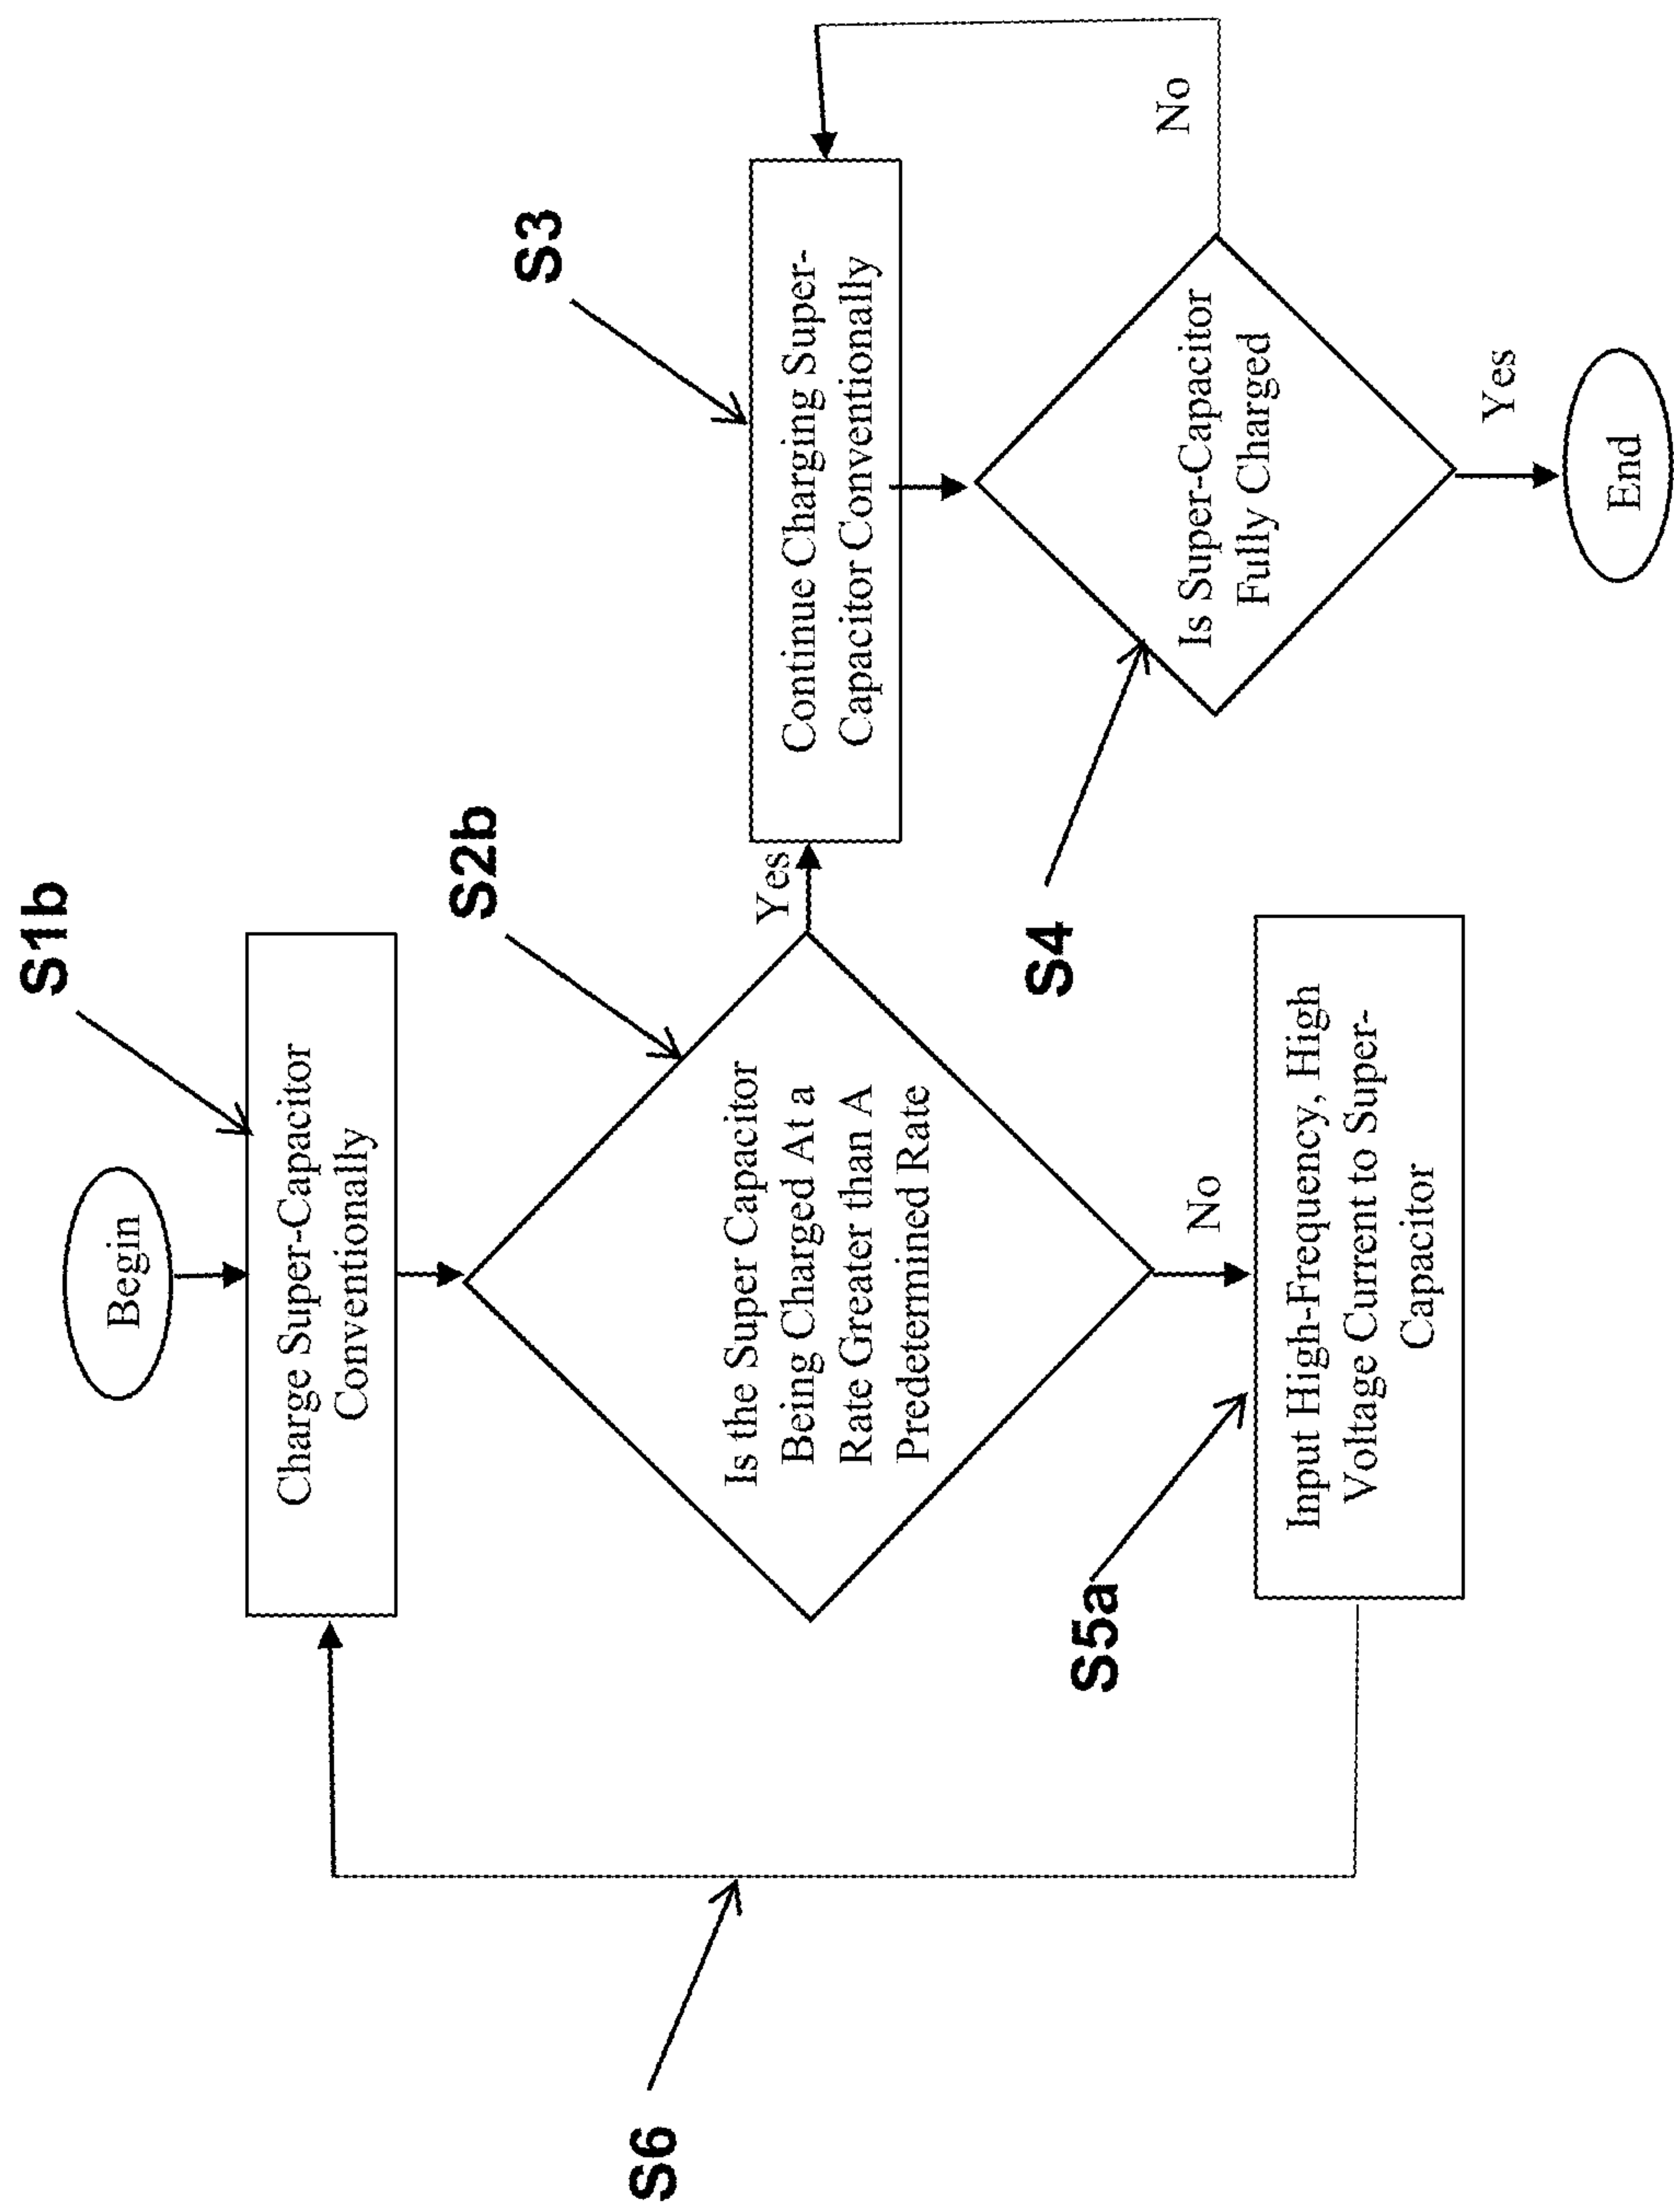 Begin
S1b
Charge Super-Capacitor
Conventionally
S2b
Is the Super Capacitor
Being Charged At a
Rate Greater than A
Predetermined Rate
Yes
S3
Continue Charging Super-
Capacitor Conventionally
No
S4
Is Super-Capacitor
Fully Charged
No
Yes
End
S5a
Input High-Frequency, High
Voltage Current to Super-
Capacitor
S6